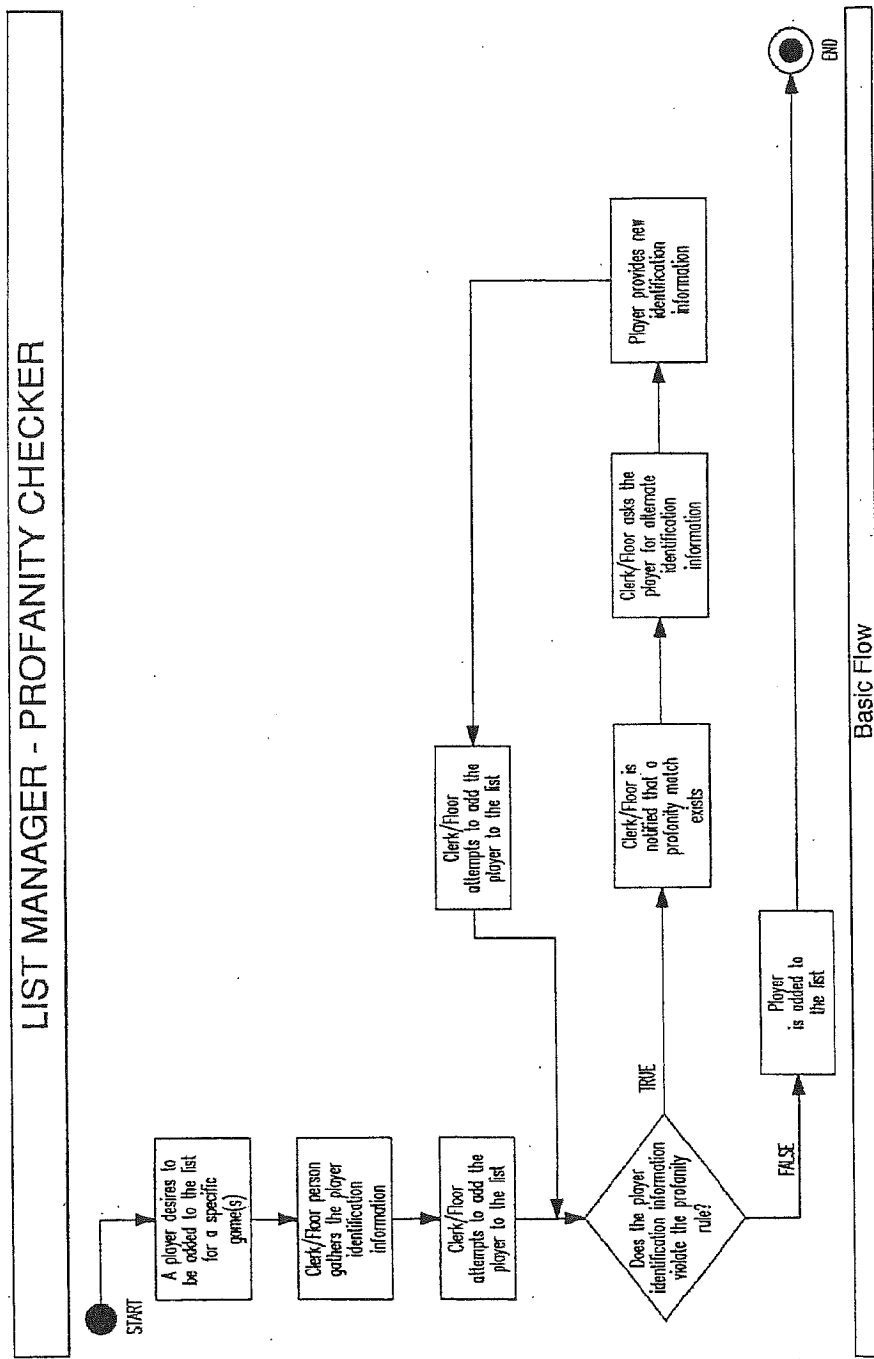 LIST MANAGER - PROFANITY CHECKER
START
A player desires to
be added to the list
for a specific
game(s)
Clerk/Floor person
gathers the player
identification
information
Clerk/Floor
attempts to add the
player to the list
Does the player
identification information
violate the profanity
rule?
TRUE
Clerk/Floor is
notified that a
profanity match
exists
Clerk/Floor asks the
player for alternate
identification
information
Player provides new
identification
information
Clerk/Floor
attempts to add the
player to the list
FALSE
Player
is added to
the list
END
Basic Flow